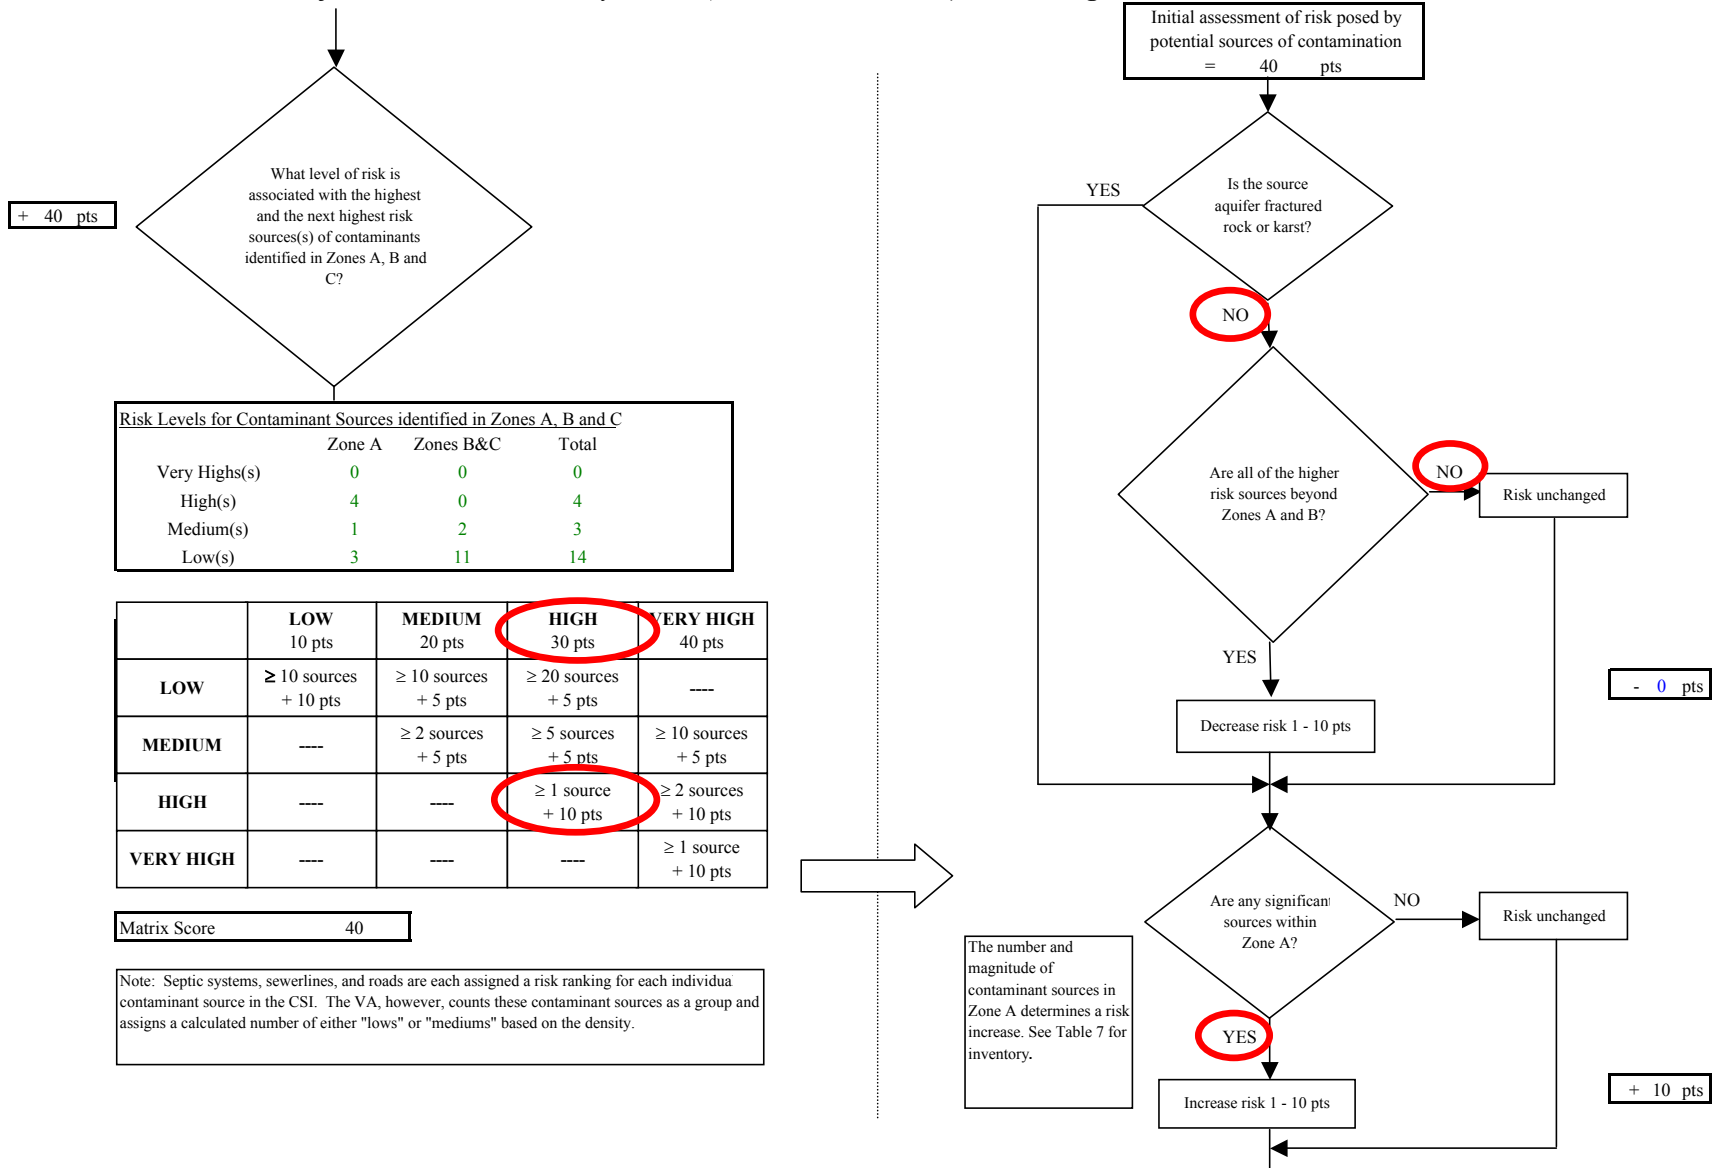 What level of risk is
associated with the highest
and the next highest risk
sources(s) of contaminants
identified in Zones A, B and
C?
+ 40 pts
Risk Levels for Contaminant Sources identified in Zones A, B and C
Zone A Zones B&C Total
Very Highs(s) 0 0 0
High(s) 4 0 4
Medium(s) 1 2 3
Low(s) 3 11 14
LOW MEDIUM HIGH VERY HIGH
10 pts 20 pts 30 pts 40 pts
LOW ≥ 10 sources ≥ 10 sources ≥ 20 sources ----
+ 10 pts + 5 pts + 5 pts
MEDIUM ---- ≥ 2 sources ≥ 5 sources ≥ 10 sources
+ 5 pts + 5 pts + 5 pts
HIGH ---- ---- ≥ 1 source ≥ 2 sources
+ 10 pts + 10 pts
VERY HIGH ---- ---- ---- ≥ 1 source
+ 10 pts
Matrix Score 40
Note: Septic systems, sewerlines, and roads are each assigned a risk ranking for each individua
contaminant source in the CSI. The VA, however, counts these contaminant sources as a group and
assigns a calculated number of either "lows" or "mediums" based on the density.
Initial assessment of risk posed by
potential sources of contamination
= 40 pts
Is the source
aquifer fractured
rock or karst?
YES
NO
Are all of the higher
risk sources beyond
Zones A and B?
NO
Risk unchanged
YES
Decrease risk 1 - 10 pts
- 0 pts
Are any significant
sources within
Zone A?
NO
Risk unchanged
The number and
magnitude of
contaminant sources in
Zone A determines a risk
increase. See Table 7 for
inventory.
YES
Increase risk 1 - 10 pts
+ 10 pts